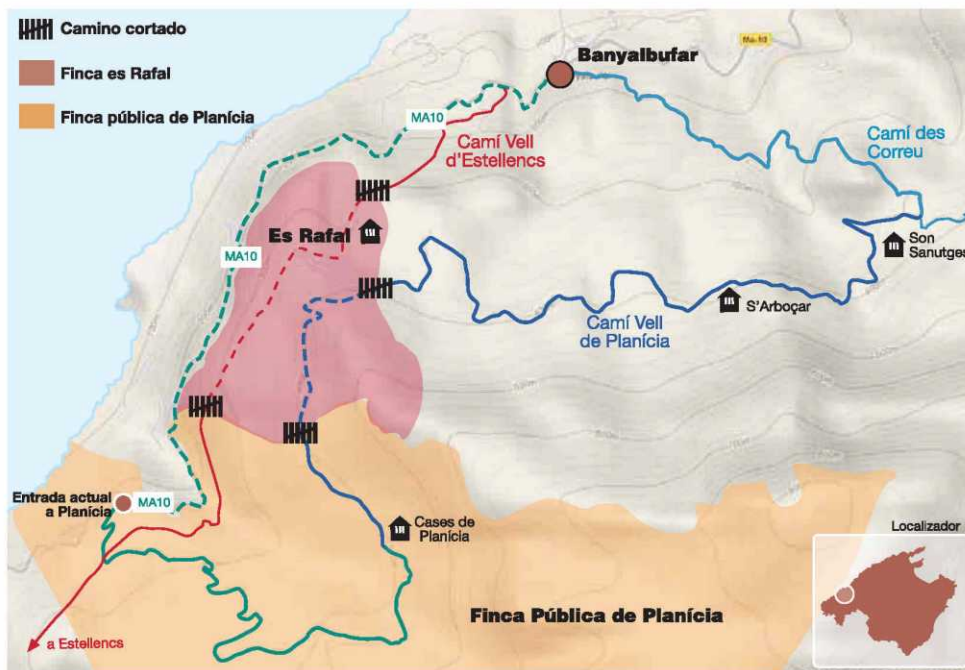 Camino cortado
Finca es Rafal
Finca pública de Planícia
Banyalbufar
MA10
Camí Vell
d'Estellencs
Camí des
Correu
Es Rafal
MA10
Son
Sanutges
S'Arboçar
Camí Vell
de Planícia
Entrada actual
a Planícia
MA10
Cases de
Planícia
Localizador
Finca Pública de Planícia
a Estellencs